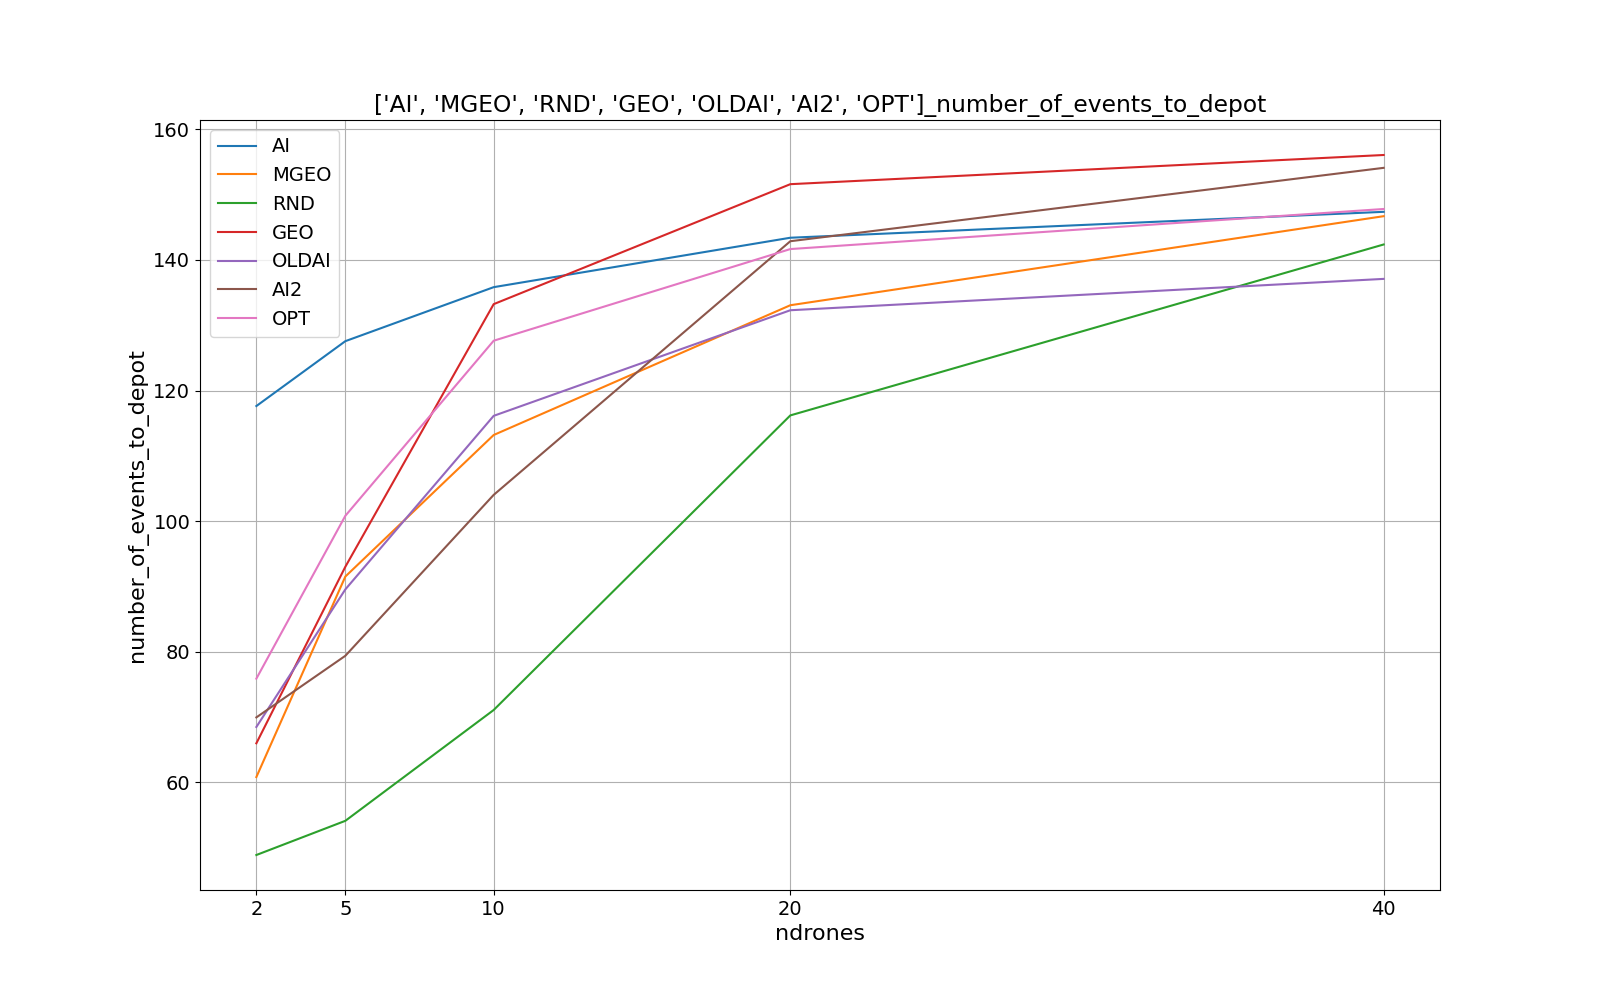 ['AI', 'MGEO', 'RND', 'GEO', 'OLDAI', 'AI2', 'OPT']_number_of_events_to_depot
160
140
120
100
80
60
number_of_events_to_depot
AI
MGEO
RND
GEO
OLDAI
AI2
OPT
2 5 10 20 40
ndrones